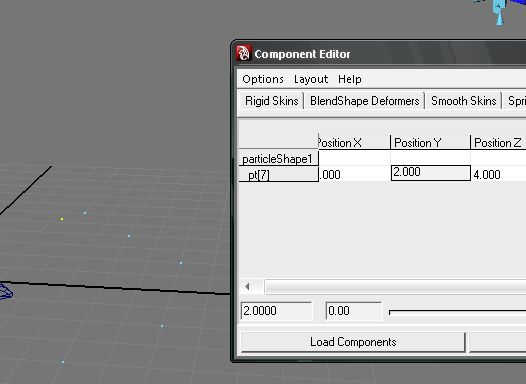 Component Editor
Options Layout Help
Rigid Skins BlendShape Deformers Smooth Skins
Position X Position Y Position Z
particleShape1
pt[7] .000 2.000 4.000
2.0000 0.00
Load Components